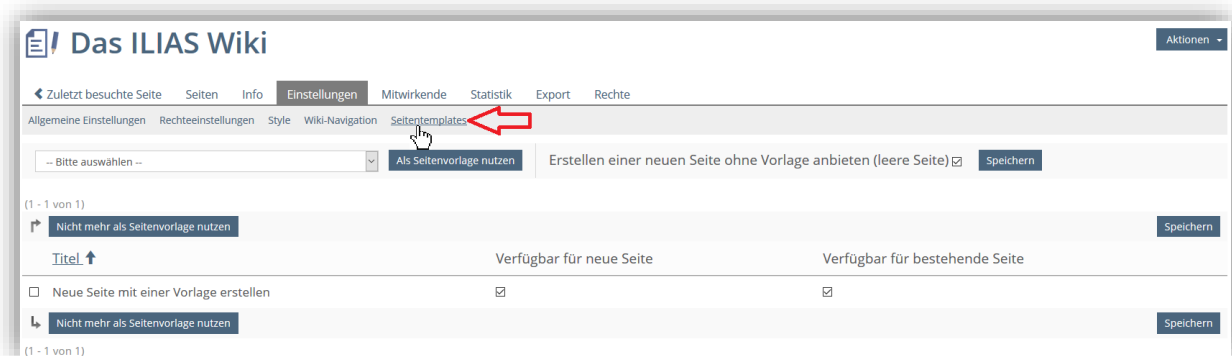 Das ILIAS Wiki
Aktionen
Zuletzt besuchte Seite Seiten Info Einstellungen Mitwirkende Statistik Export Rechte
Allgemeine Einstellungen Rechteeinstellungen Style Wiki-Navigation Seitentemplates
-- Bitte auswählen -- Als Seitenvorlage nutzen Erstellen einer neuen Seite ohne Vorlage anbieten (leere Seite) Speichern
(1 - 1 von 1)
Nicht mehr als Seitenvorlage nutzen Speichern
Titel Verfügbar für neue Seite Verfügbar für bestehende Seite
Neue Seite mit einer Vorlage erstellen
Nicht mehr als Seitenvorlage nutzen Speichern
(1 - 1 von 1)